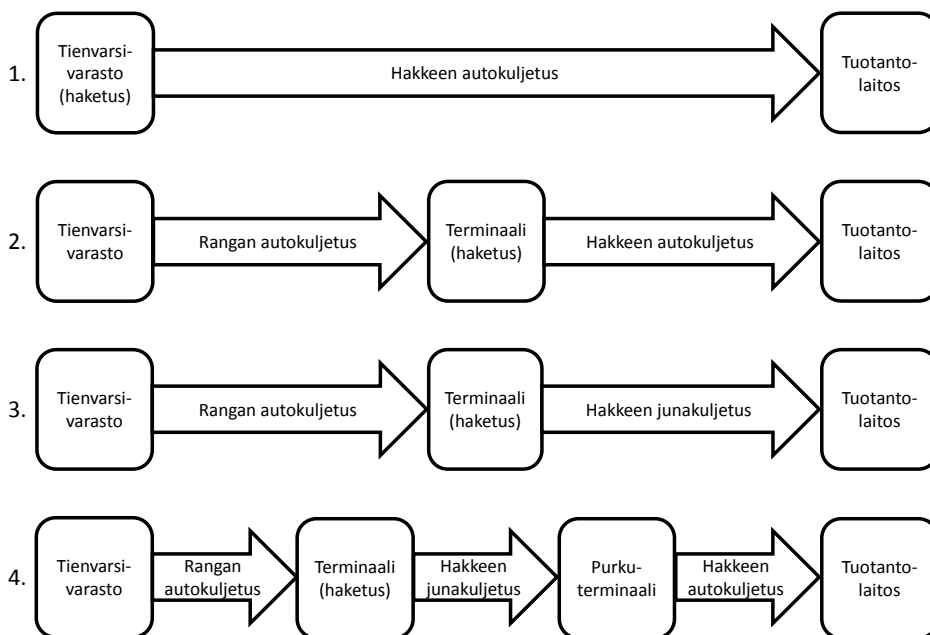 1.
Tienvarsi-
varasto
(haketus)
Hakkeen autokuljetus
Tuotanto-
laitos
2.
Tienvarsi-
varasto
Rangan autokuljetus
Terminaali
(haketus)
Hakkeen autokuljetus
Tuotanto-
laitos
3.
Tienvarsi-
varasto
Rangan autokuljetus
Terminaali
(haketus)
Hakkeen junakuljetus
Tuotanto-
laitos
4.
Tienvarsi-
varasto
Rangan
autokuljetus
Terminaali
(haketus)
Hakkeen
junakuljetus
Purku-
terminaali
Hakkeen
autokuljetus
Tuotanto-
laitos